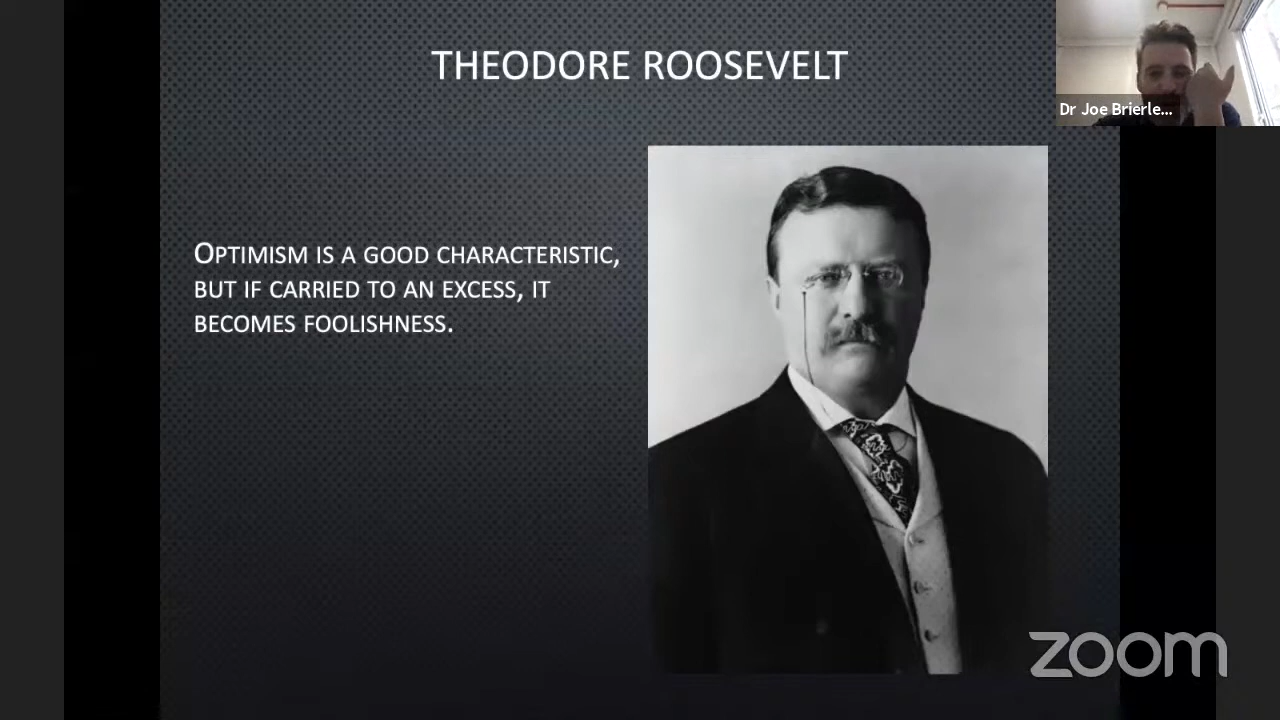 THEODORE ROOSEVELT
Dr Joe Brierle...
OPTIMISM IS A GOOD CHARACTERISTIC,
BUT IF CARRIED TO AN EXCESS, IT
BECOMES FOOLISHNESS.
zoom